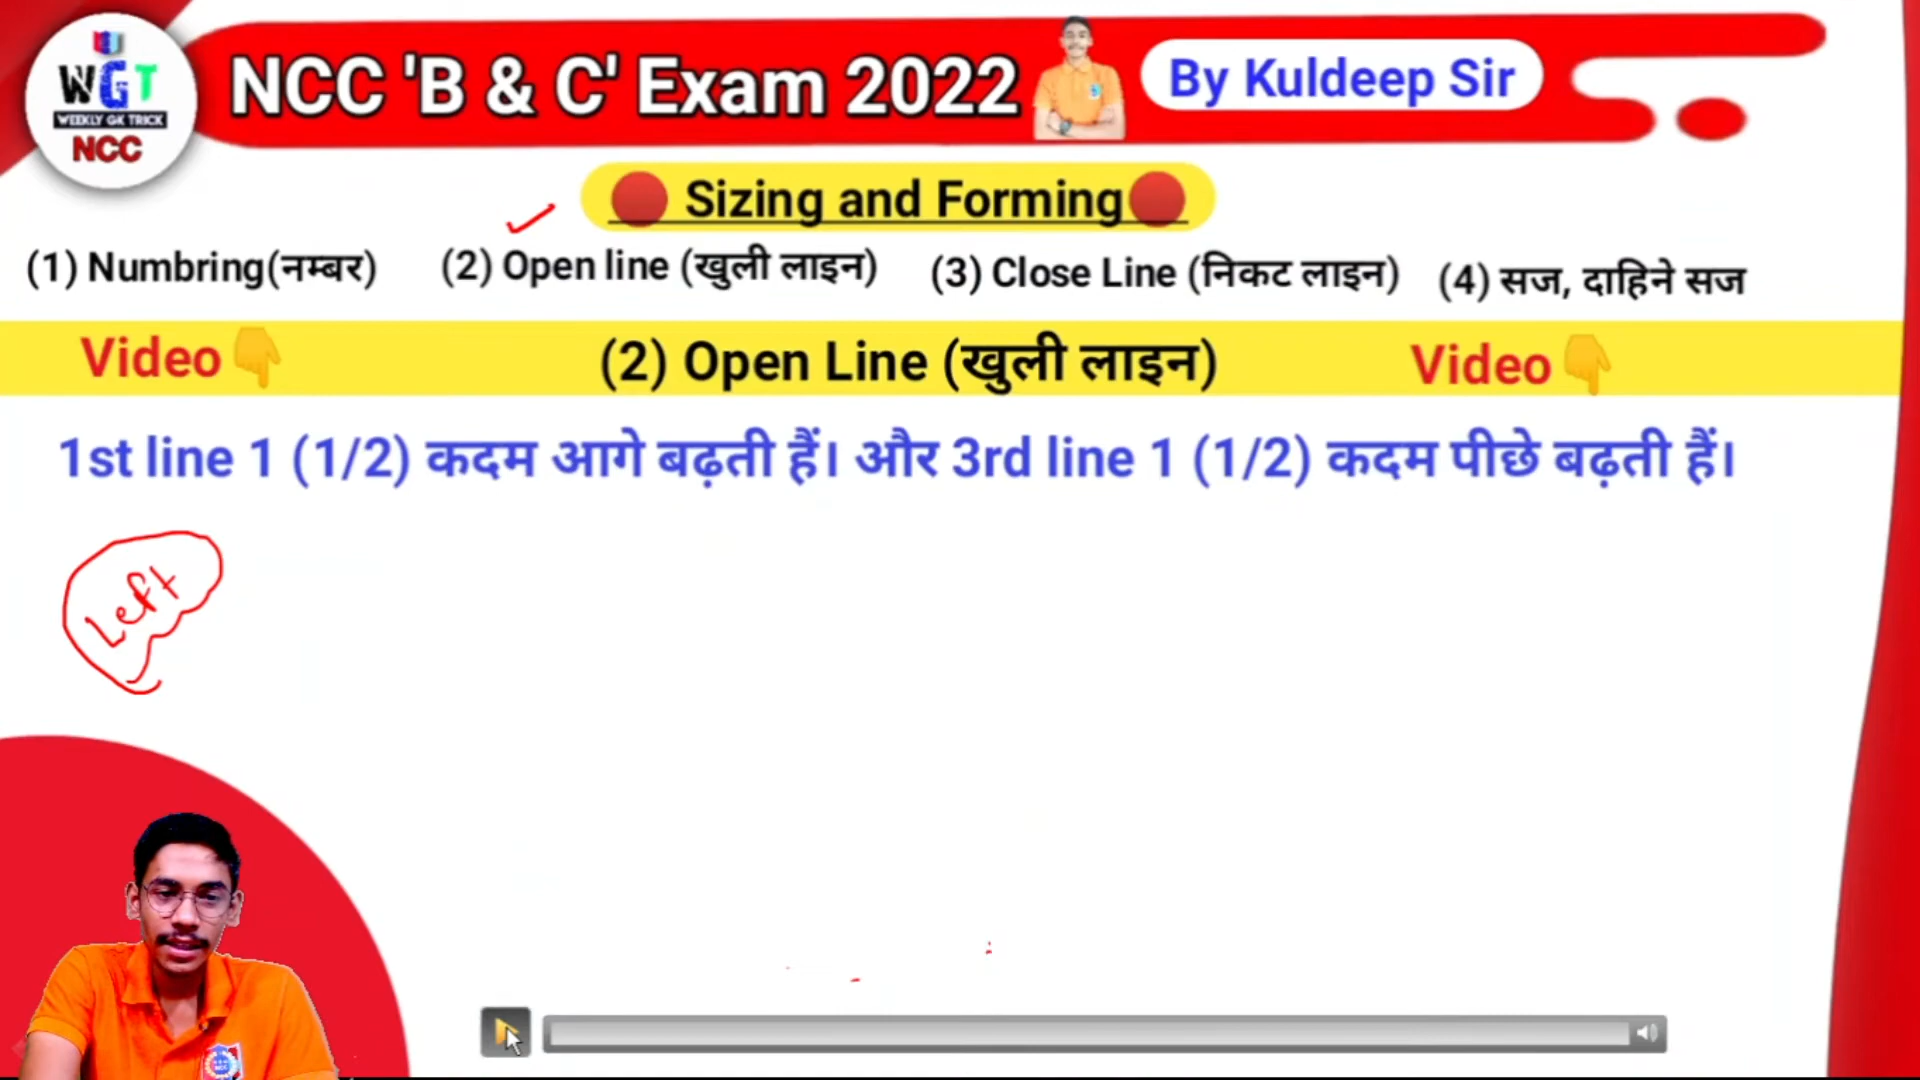 WGT
WEEKLY GK TRICK
NCC
NCC 'B & C' Exam 2022
By Kuldeep Sir
Sizing and Forming
(1) Numbring(नम्बर) (2) Open line (खुली लाइन) (3) Close Line (निकट लाइन) (4) सज, दाहिने सज
Video (2) Open Line (खुली लाइन) Video
1st line 1 (1/2) कदम आगे बढ़ती हैं। और 3rd line 1 (1/2) कदम पीछे बढ़ती हैं।
Left